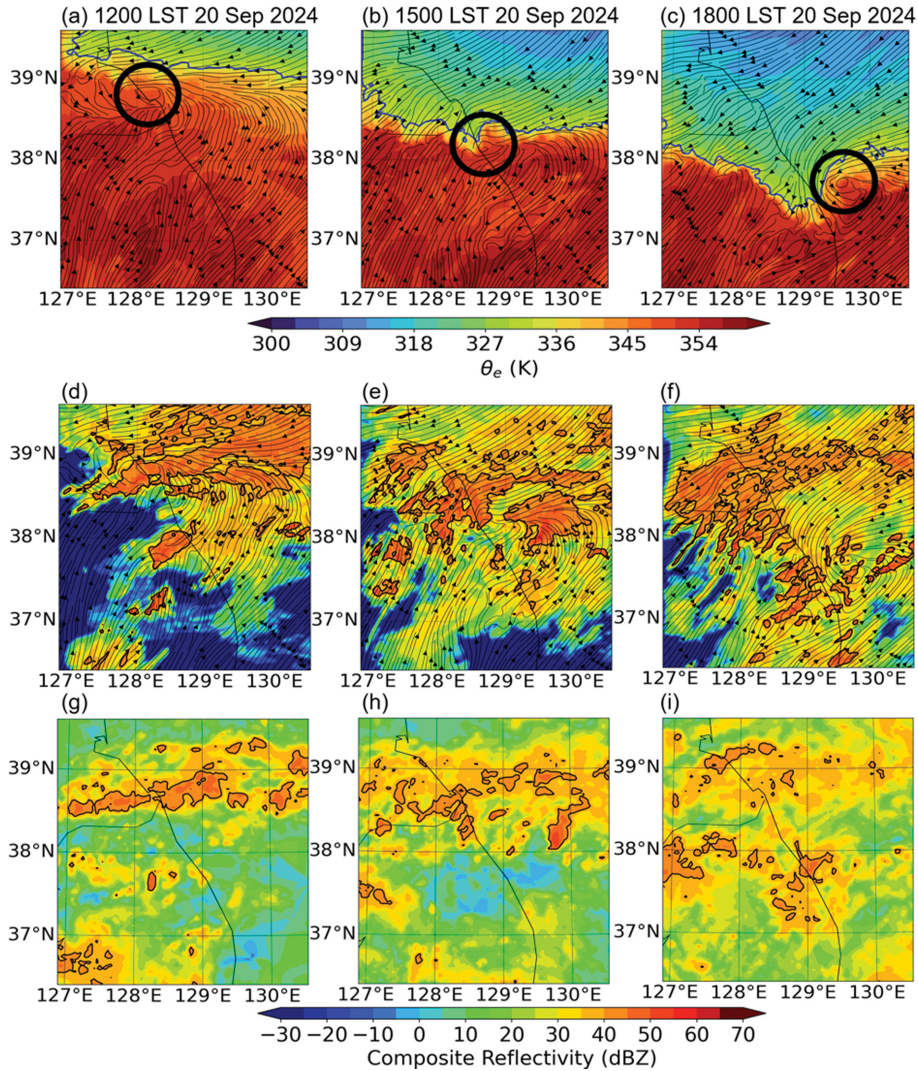 (a) 1200 LST 20 Sep 2024 (b) 1500 LST 20 Sep 2024 (c) 1800 LST 20 Sep 2024
39°N 39°N 39°N
38°N 38°N 38°N
37°N 37°N 37°N
127°E 128°E 129°E 130°E 127°E 128°E 129°E 130°E 127°E 128°E 129°E 130°E
300 309 318 327 336 345 354
θe (K)
(d) (e) (f)
39°N 39°N 39°N
38°N 38°N 38°N
37°N 37°N 37°N
127°E 128°E 129°E 130°E 127°E 128°E 129°E 130°E 127°E 128°E 129°E 130°E
(g) (h) (i)
39°N 39°N 39°N
38°N 38°N 38°N
37°N 37°N 37°N
127°E 128°E 129°E 130°E 127°E 128°E 129°E 130°E 127°E 128°E 129°E 130°E
−30 −20 −10 0 10 20 30 40 50 60 70
Composite Reflectivity (dBZ)